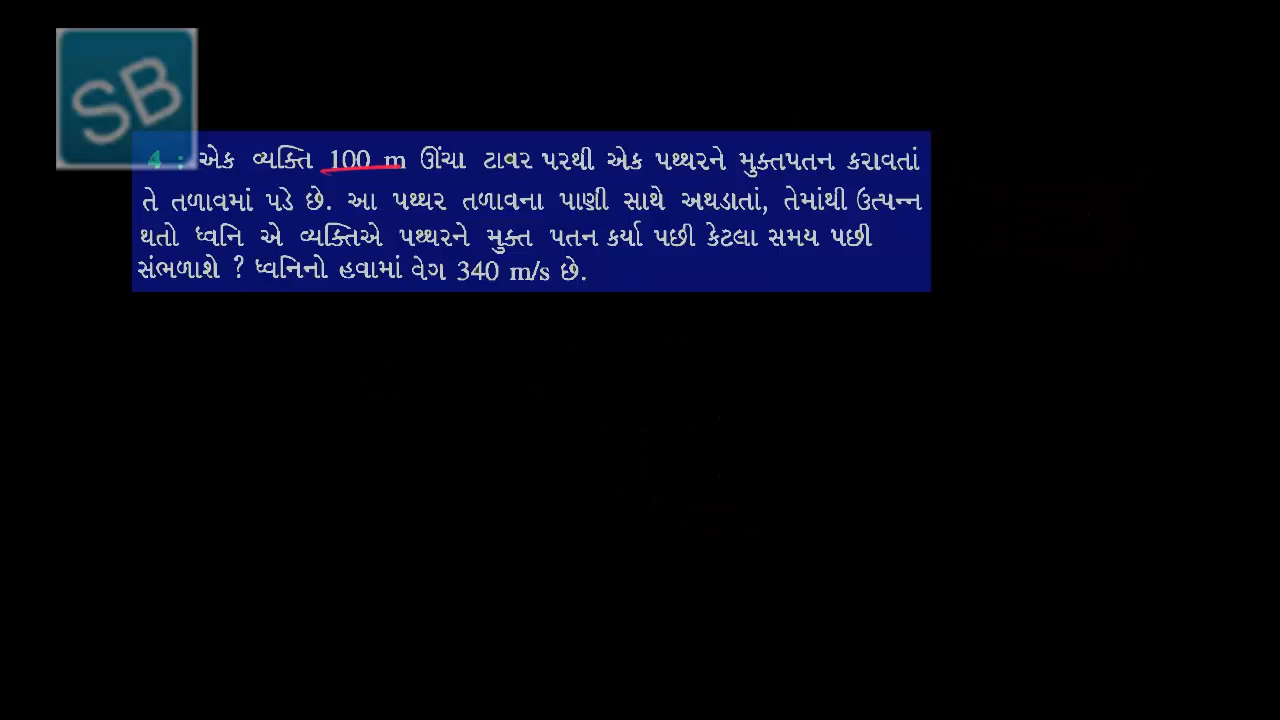 SB
4 : એક વ્યક્તિ 100 m ઊંચા ટાવર પરથી એક પથ્થરને મુક્તપતન કરાવતાં
તે તળાવમાં પડે છે. આ પથ્થર તળાવના પાણી સાથે અથડાતાં, તેમાંથી ઉત્પન્ન
થતો ધ્વનિ એ વ્યક્તિએ પથ્થરને મુક્ત પતન કર્યા પછી કેટલા સમય પછી
સંભળાશે ? ધ્વનિનો હવામાં વેગ 340 m/s છે.